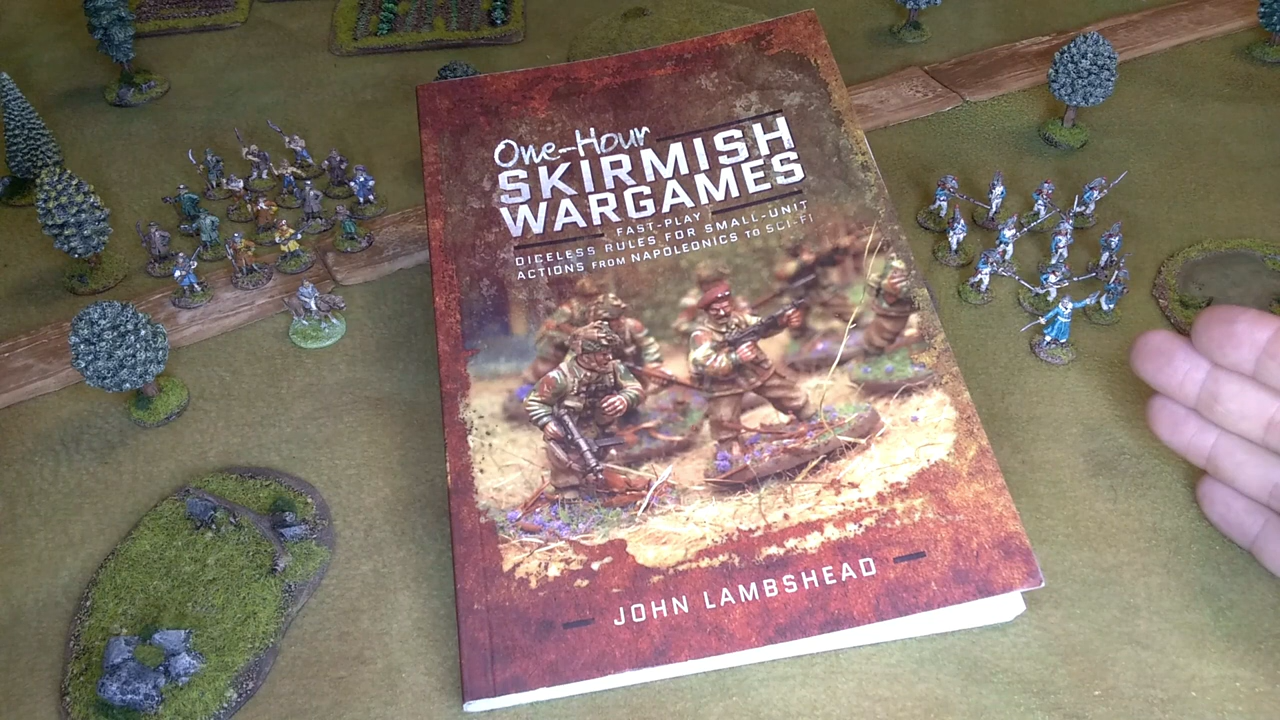 One-Hour
SKIRMISH
WARGAMES
FAST-PLAY
DICELESS RULES FOR SMALL-UNIT
ACTIONS FROM NAPOLEONICS TO SCI-FI
JOHN LAMBSHEAD